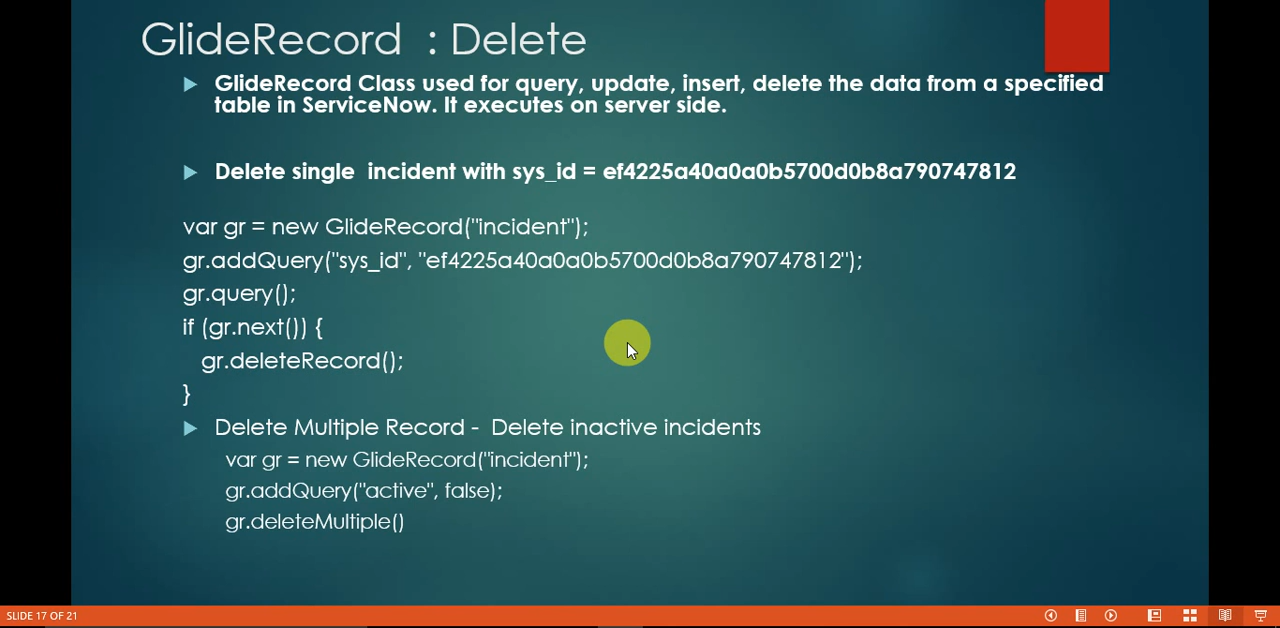 GlideRecord : Delete
GlideRecord Class used for query, update, insert, delete the data from a specified
table in ServiceNow. It executes on server side.
Delete single incident with sys_id = ef4225a40a0a0b5700d0b8a790747812
var gr = new GlideRecord("incident");
gr.addQuery("sys_id", "ef4225a40a0a0b5700d0b8a790747812");
gr.query();
if (gr.next()) {
gr.deleteRecord();
}
Delete Multiple Record - Delete inactive incidents
var gr = new GlideRecord("incident");
gr.addQuery("active", false);
gr.deleteMultiple()
SLIDE 17 OF 21